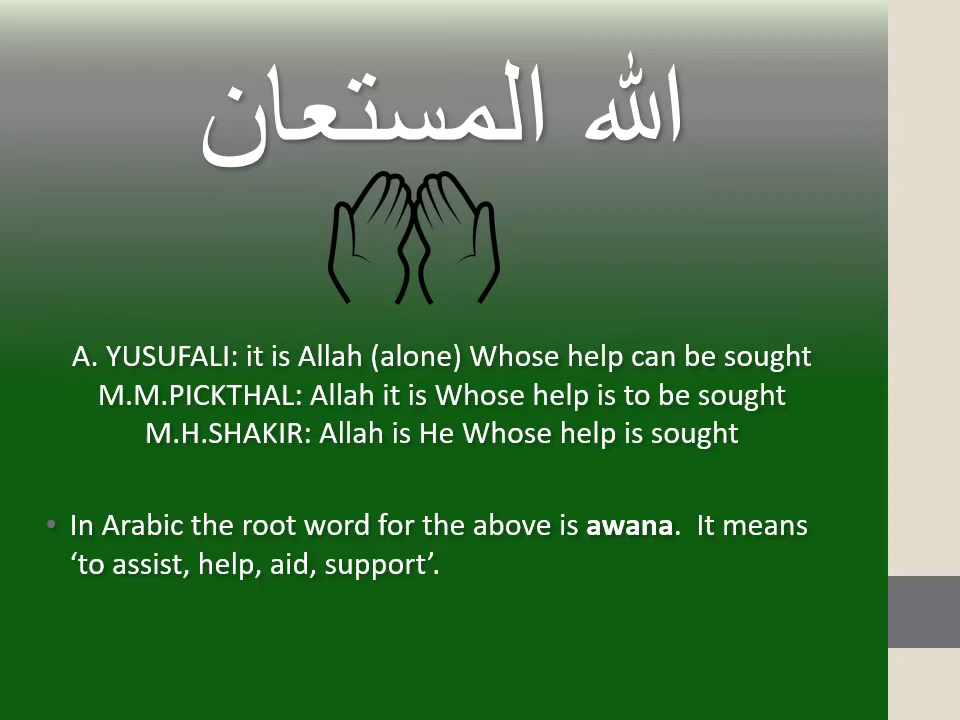 الله المستعان
A. YUSUFALI: it is Allah (alone) Whose help can be sought
M.M.PICKTHAL: Allah it is Whose help is to be sought
M.H.SHAKIR: Allah is He Whose help is sought
• In Arabic the root word for the above is awana.  It means
‘to assist, help, aid, support’.